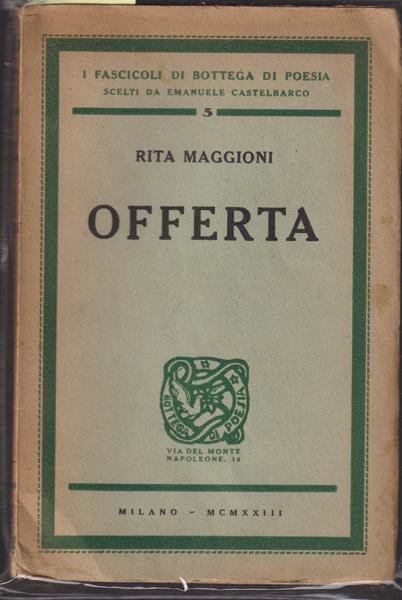 I FASCICOLI DI BOTTEGA DI POESIA
SCELTI DA EMANUELE CASTELBARCO
5
RITA MAGGIONI
OFFERTA
BOTTEGA DI POESIA
VIA DEL MONTE
NAPOLEONE, 14
MILANO - MCMXXIII